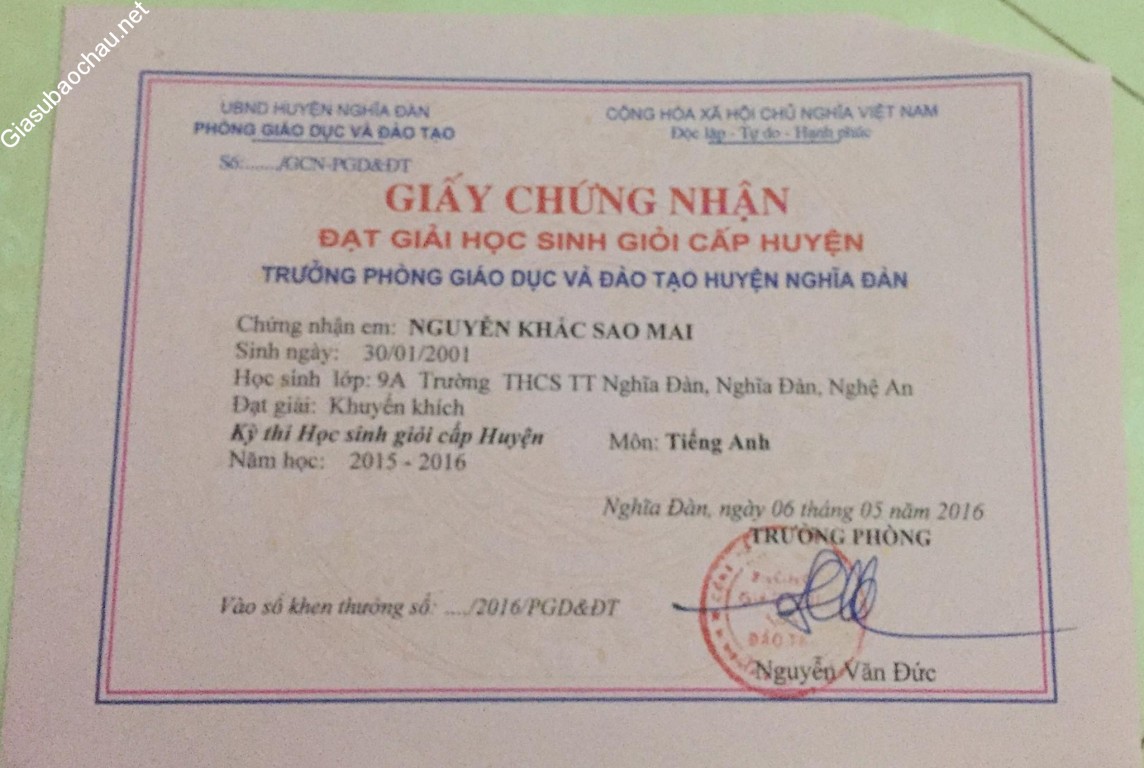 Giasubaochau.net
UBND HUYỆN NGHĨA ĐÀN
PHÒNG GIÁO DỤC VÀ ĐÀO TẠO
Số:......./GCN-PGD&ĐT
CỘNG HÒA XÃ HỘI CHỦ NGHĨA VIỆT NAM
Độc lập - Tự do - Hạnh phúc
GIẤY CHỨNG NHẬN
ĐẠT GIẢI HỌC SINH GIỎI CẤP HUYỆN
TRƯỞNG PHÒNG GIÁO DỤC VÀ ĐÀO TẠO HUYỆN NGHĨA ĐÀN
Chứng nhận em: NGUYỄN KHẮC SAO MAI
Sinh ngày: 30/01/2001
Học sinh lớp: 9A Trường THCS TT Nghĩa Đàn, Nghĩa Đàn, Nghệ An
Đạt giải: Khuyến khích
Kỳ thi Học sinh giỏi cấp Huyện Môn: Tiếng Anh
Năm học: 2015 - 2016
Nghĩa Đàn, ngày 06 tháng 05 năm 2016
TRƯỞNG PHÒNG
Vào sổ khen thưởng số: ..../2016/PGD&ĐT
ĐÀO
Nguyễn Văn Đức